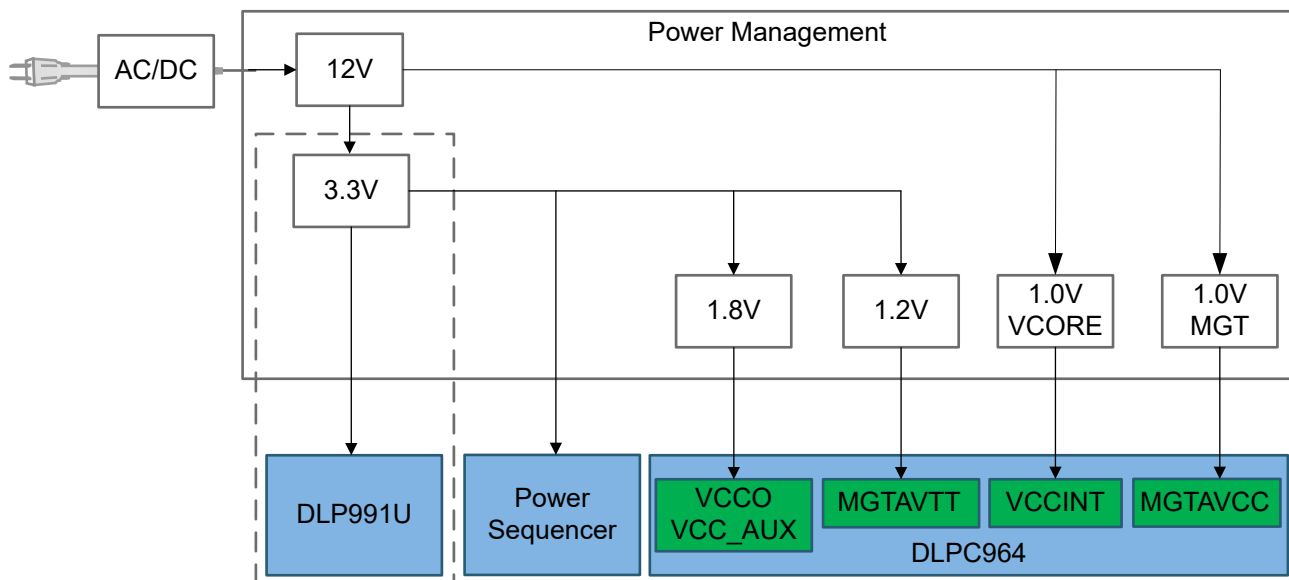 Power Management
AC/DC
12V
3.3V
1.8V
1.2V
1.0V
VCORE
1.0V
MGT
DLP991U
Power
Sequencer
VCCO
VCC_AUX
MGTAVTT
VCCINT
MGTAVCC
DLPC964